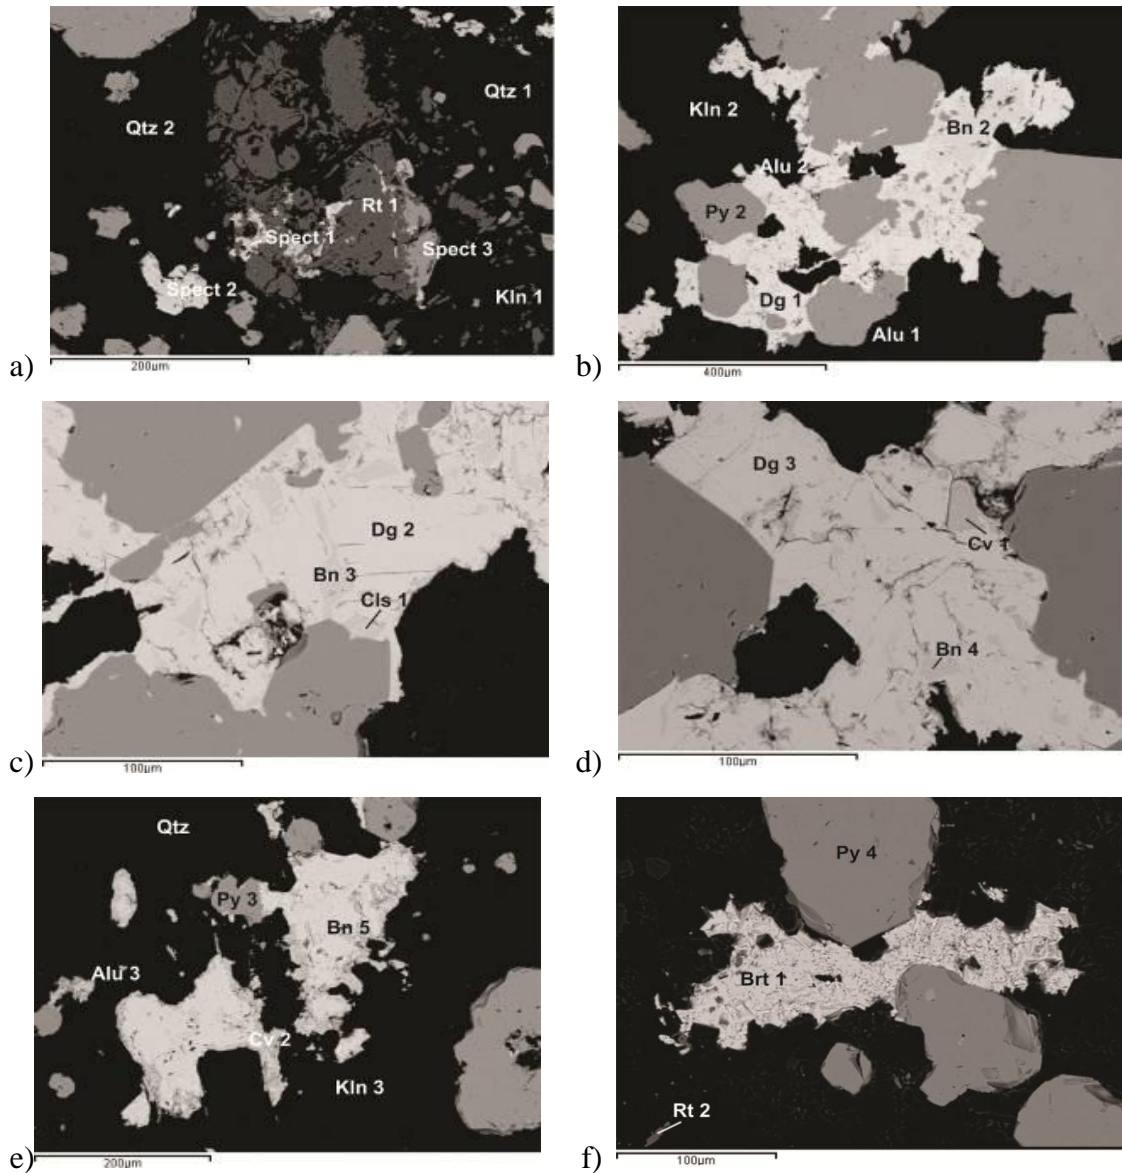 Qtz 1
Qtz 2
Rt 1
Spect 1
Spect 3
Spect 2
Kln 1
a)
200µm
Kln 2
Bn 2
Alu 2
Py 2
Dg 1
Alu 1
b)
400µm
Dg 2
Bn 3
Cls 1
c)
100µm
Dg 3
Cv 1
Bn 4
d)
100µm
Qtz
Py 3
Bn 5
Alu 3
Cv 2
Kln 3
e)
200µm
Py 4
Brt 1
Rt 2
f)
100µm